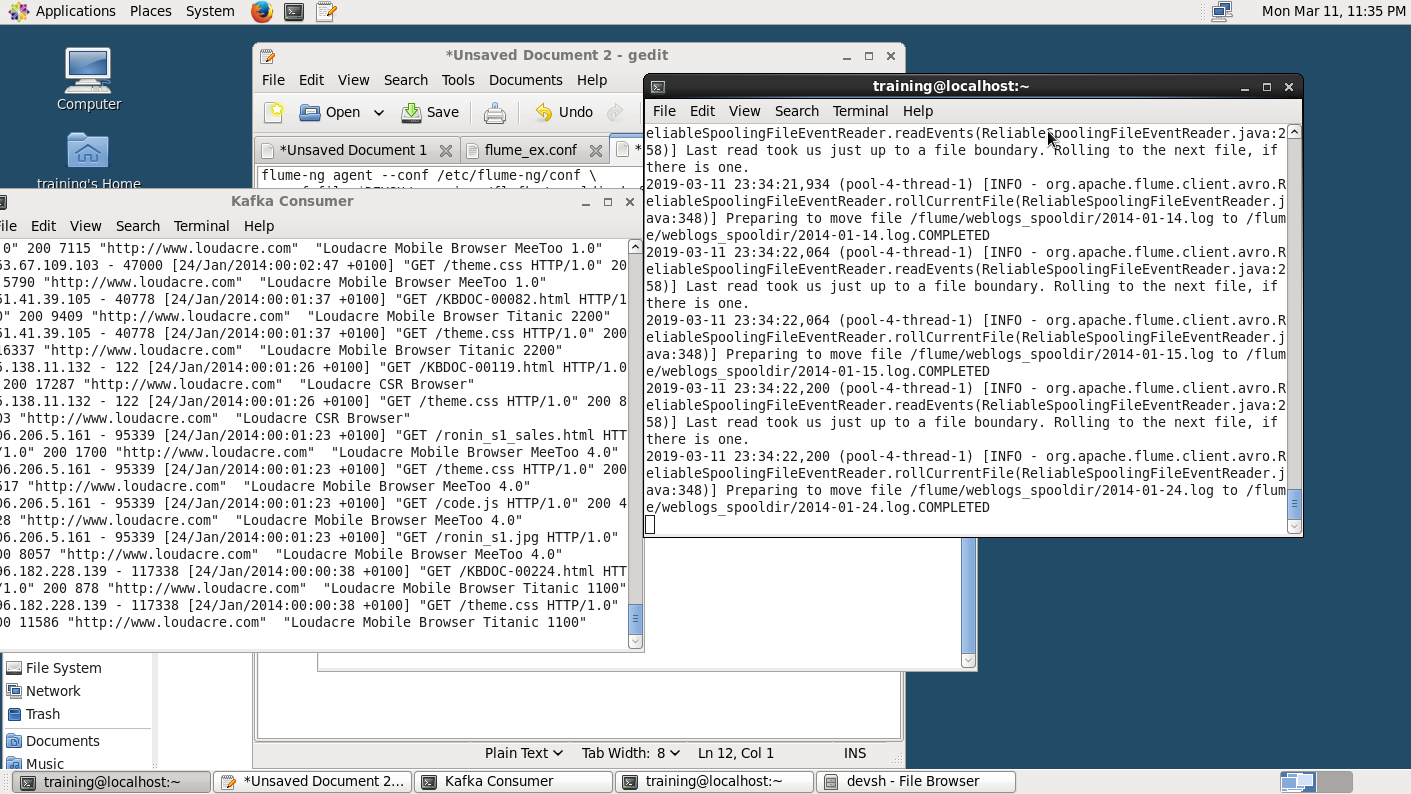 Applications Places System
Mon Mar 11, 11:35 PM
Computer
training's Home
*Unsaved Document 2 - gedit
File Edit View Search Tools Documents Help
Open Save Undo
*Unsaved Document 1 flume_ex.conf *
flume-ng agent --conf /etc/flume-ng/conf \
Kafka Consumer
File Edit View Search Terminal Help
0" 200 7115 "http://www.loudacre.com"  "Loudacre Mobile Browser MeeToo 1.0"
53.67.109.103 - 47000 [24/Jan/2014:00:02:47 +0100] "GET /theme.css HTTP/1.0" 20
5790 "http://www.loudacre.com"  "Loudacre Mobile Browser MeeToo 1.0"
51.41.39.105 - 40778 [24/Jan/2014:00:01:37 +0100] "GET /KBDOC-00082.html HTTP/1
0" 200 9409 "http://www.loudacre.com"  "Loudacre Mobile Browser Titanic 2200"
51.41.39.105 - 40778 [24/Jan/2014:00:01:37 +0100] "GET /theme.css HTTP/1.0" 200
16337 "http://www.loudacre.com"  "Loudacre Mobile Browser Titanic 2200"
5.138.11.132 - 122 [24/Jan/2014:00:01:26 +0100] "GET /KBDOC-00119.html HTTP/1.0
200 17287 "http://www.loudacre.com"  "Loudacre CSR Browser"
5.138.11.132 - 122 [24/Jan/2014:00:01:26 +0100] "GET /theme.css HTTP/1.0" 200 8
03 "http://www.loudacre.com"  "Loudacre CSR Browser"
06.206.5.161 - 95339 [24/Jan/2014:00:01:23 +0100] "GET /ronin_s1_sales.html HTT
/1.0" 200 1700 "http://www.loudacre.com"  "Loudacre Mobile Browser MeeToo 4.0"
06.206.5.161 - 95339 [24/Jan/2014:00:01:23 +0100] "GET /theme.css HTTP/1.0" 200
517 "http://www.loudacre.com"  "Loudacre Mobile Browser MeeToo 4.0"
06.206.5.161 - 95339 [24/Jan/2014:00:01:23 +0100] "GET /code.js HTTP/1.0" 200 4
28 "http://www.loudacre.com"  "Loudacre Mobile Browser MeeToo 4.0"
06.206.5.161 - 95339 [24/Jan/2014:00:01:23 +0100] "GET /ronin_s1.jpg HTTP/1.0"
00 8057 "http://www.loudacre.com"  "Loudacre Mobile Browser MeeToo 4.0"
96.182.228.139 - 117338 [24/Jan/2014:00:00:38 +0100] "GET /KBDOC-00224.html HTT
/1.0" 200 878 "http://www.loudacre.com"  "Loudacre Mobile Browser Titanic 1100"
96.182.228.139 - 117338 [24/Jan/2014:00:00:38 +0100] "GET /theme.css HTTP/1.0"
00 11586 "http://www.loudacre.com"  "Loudacre Mobile Browser Titanic 1100"
training@localhost:~
File Edit View Search Terminal Help
eliableSpoolingFileEventReader.readEvents(ReliableSpoolingFileEventReader.java:2
58)] Last read took us just up to a file boundary. Rolling to the next file, if
there is one.
2019-03-11 23:34:21,934 (pool-4-thread-1) [INFO - org.apache.flume.client.avro.R
eliableSpoolingFileEventReader.rollCurrentFile(ReliableSpoolingFileEventReader.j
ava:348)] Preparing to move file /flume/weblogs_spooldir/2014-01-14.log to /flum
e/weblogs_spooldir/2014-01-14.log.COMPLETED
2019-03-11 23:34:22,064 (pool-4-thread-1) [INFO - org.apache.flume.client.avro.R
eliableSpoolingFileEventReader.readEvents(ReliableSpoolingFileEventReader.java:2
58)] Last read took us just up to a file boundary. Rolling to the next file, if
there is one.
2019-03-11 23:34:22,064 (pool-4-thread-1) [INFO - org.apache.flume.client.avro.R
eliableSpoolingFileEventReader.rollCurrentFile(ReliableSpoolingFileEventReader.j
ava:348)] Preparing to move file /flume/weblogs_spooldir/2014-01-15.log to /flum
e/weblogs_spooldir/2014-01-15.log.COMPLETED
2019-03-11 23:34:22,200 (pool-4-thread-1) [INFO - org.apache.flume.client.avro.R
eliableSpoolingFileEventReader.readEvents(ReliableSpoolingFileEventReader.java:2
58)] Last read took us just up to a file boundary. Rolling to the next file, if
there is one.
2019-03-11 23:34:22,200 (pool-4-thread-1) [INFO - org.apache.flume.client.avro.R
eliableSpoolingFileEventReader.rollCurrentFile(ReliableSpoolingFileEventReader.j
ava:348)] Preparing to move file /flume/weblogs_spooldir/2014-01-24.log to /flum
e/weblogs_spooldir/2014-01-24.log.COMPLETED
File System
Network
Trash
Documents
Music
Plain Text Tab Width: 8 Ln 12, Col 1 INS
training@localhost:~ *Unsaved Document 2... Kafka Consumer training@localhost:~ devsh - File Browser